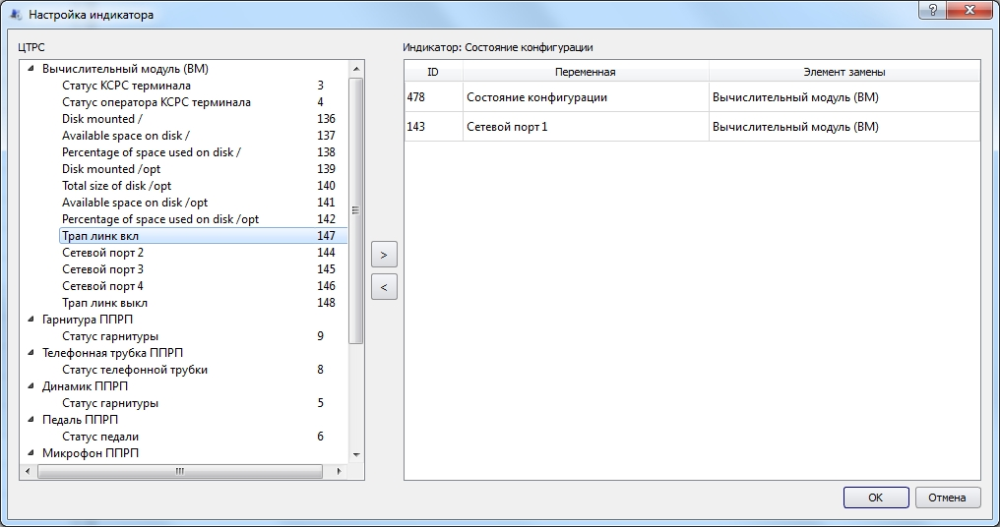 Настройка индикатора
ЦТРС
Вычислительный модуль (ВМ)
Статус КСРС терминала 3
Статус оператора КСРС терминала 4
Disk mounted / 136
Available space on disk / 137
Percentage of space used on disk / 138
Disk mounted /opt 139
Total size of disk /opt 140
Available space on disk /opt 141
Percentage of space used on disk /opt 142
Трап линк вкл 147
Сетевой порт 2 144
Сетевой порт 3 145
Сетевой порт 4 146
Трап линк выкл 148
Гарнитура ППРП
Статус гарнитуры 9
Телефонная трубка ППРП
Статус телефонной трубки 8
Динамик ППРП
Статус гарнитуры 5
Педаль ППРП
Статус педали 6
Микрофон ППРП
>
<
Индикатор: Состояние конфигурации
ID Переменная Элемент замены
478 Состояние конфигурации Вычислительный модуль (ВМ)
143 Сетевой порт 1 Вычислительный модуль (ВМ)
OK Отмена